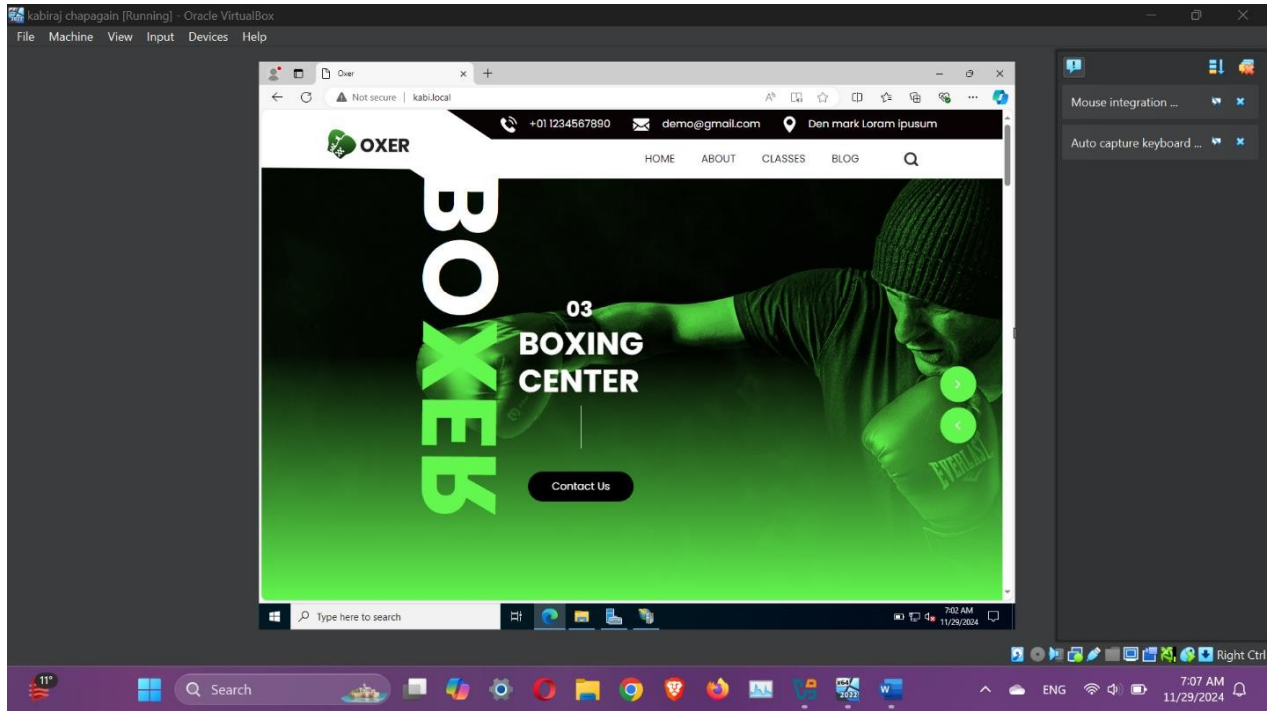 kabiraj chapagain [Running] - Oracle VirtualBox
File Machine View Input Devices Help
Oxer
Not secure | kabi.local
+01 1234567890 demo@gmail.com Den mark Loram ipusum
OXER
HOME ABOUT CLASSES BLOG
BOXER
03
BOXING
CENTER
Contact Us
EVERLAST
Type here to search
7:02 AM
11/29/2024
Mouse integration ...
Auto capture keyboard ...
Right Ctrl
11°
Search
ENG
7:07 AM
11/29/2024